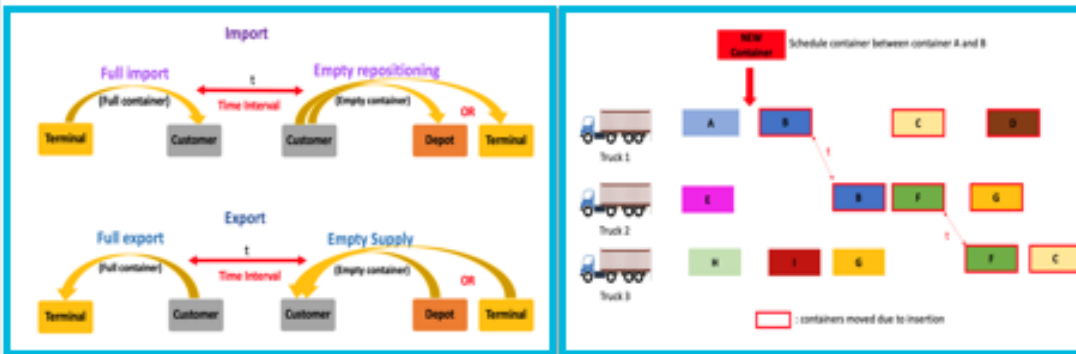 Import
Full import
(Full container)
t
Time Interval
Empty repositioning
(Empty container)
OR
Terminal
Customer
Customer
Depot
Terminal
Export
Full export
(Full container)
t
Time Interval
Empty Supply
(Empty container)
OR
Terminal
Customer
Customer
Depot
Terminal
NEW
Container
Schedule container between container A and B
Truck 1
A
B
C
D
t
Truck 2
E
B
F
G
t
Truck 3
H
I
G
F
C
: containers moved due to insertion